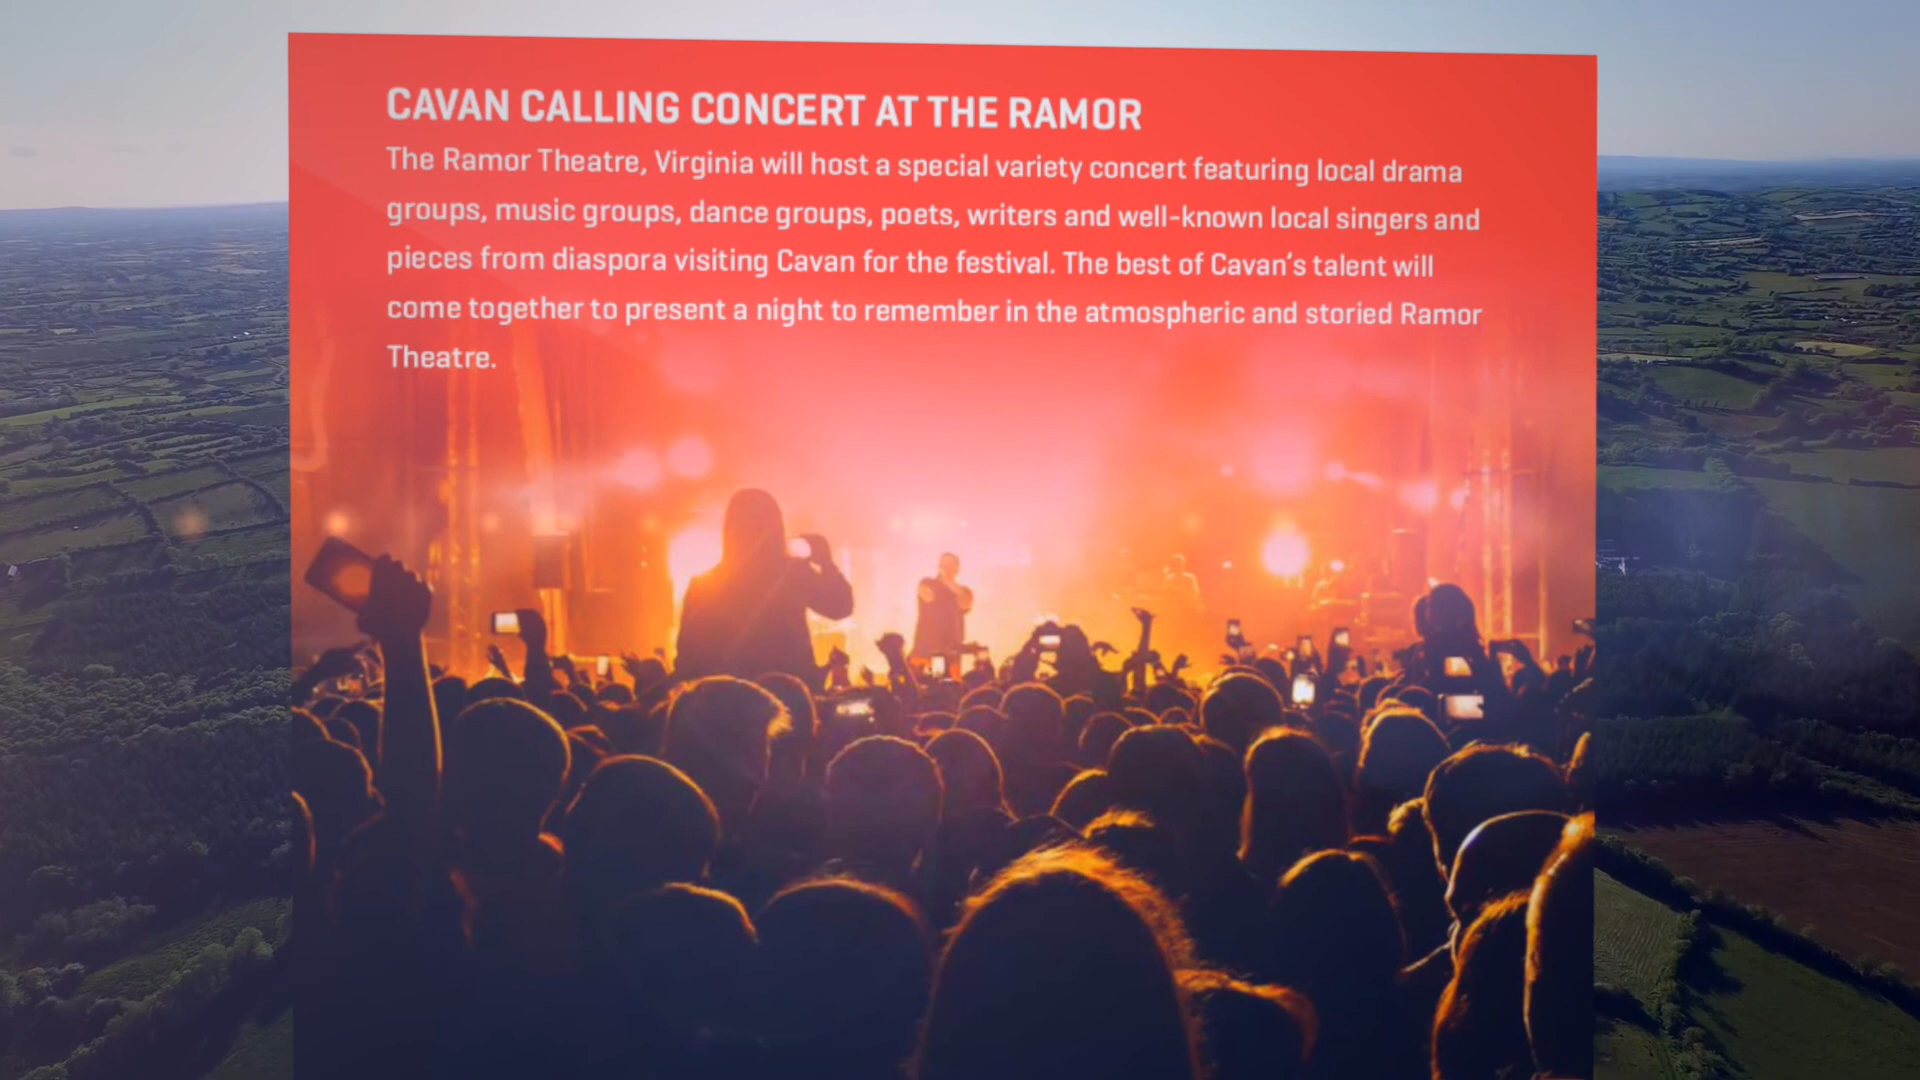 CAVAN CALLING CONCERT AT THE RAMOR
The Ramor Theatre, Virginia will host a special variety concert featuring local drama
groups, music groups, dance groups, poets, writers and well-known local singers and
pieces from diaspora visiting Cavan for the festival. The best of Cavan's talent will
come together to present a night to remember in the atmospheric and storied Ramor
Theatre.